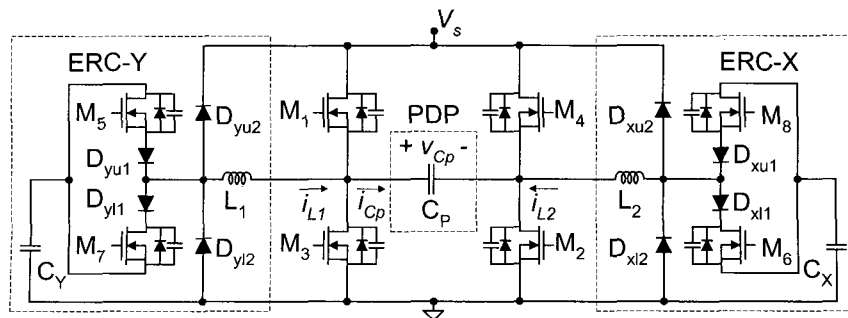 V_s
ERC-Y
ERC-X
M_5
D_yu2
M_1
PDP
M_4
D_xu2
M_8
+ v_Cp -
D_yu1
D_xu1
D_yl1
L_1
i_L1
i_Cp
C_P
i_L2
L_2
D_xl1
M_7
D_yl2
M_3
M_2
D_xl2
M_6
C_Y
C_X